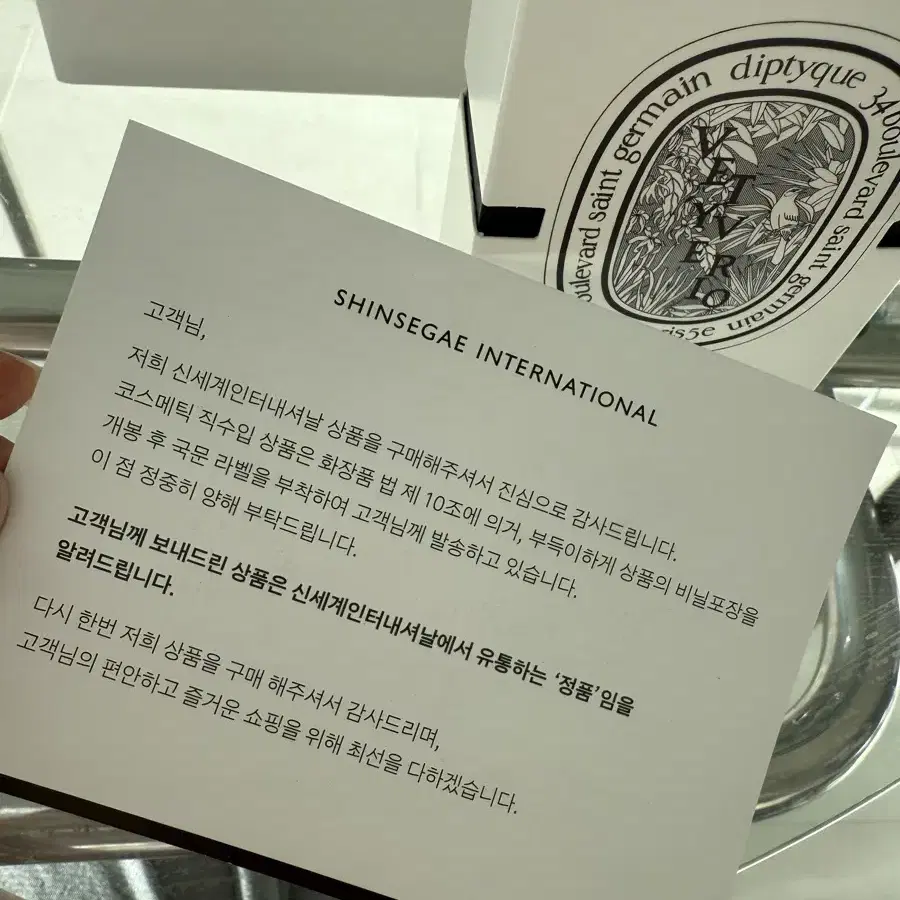 diptyque 34 boulevard saint germain
boulevard saint germain
VETYVERIO
SHINSEGAE INTERNATIONAL
고객님,
저희 신세계인터내셔날 상품을 구매해주셔서 진심으로 감사드립니다.
코스메틱 직수입 상품은 화장품 법 제 10조에 의거, 부득이하게 상품의 비닐포장을
개봉 후 국문 라벨을 부착하여 고객님께 발송하고 있습니다.
이 점 정중히 양해 부탁드립니다.
고객님께 보내드린 상품은 신세계인터내셔날에서 유통하는 ‘정품’임을
알려드립니다.
다시 한번 저희 상품을 구매 해주셔서 감사드리며,
고객님의 편안하고 즐거운 쇼핑을 위해 최선을 다하겠습니다.